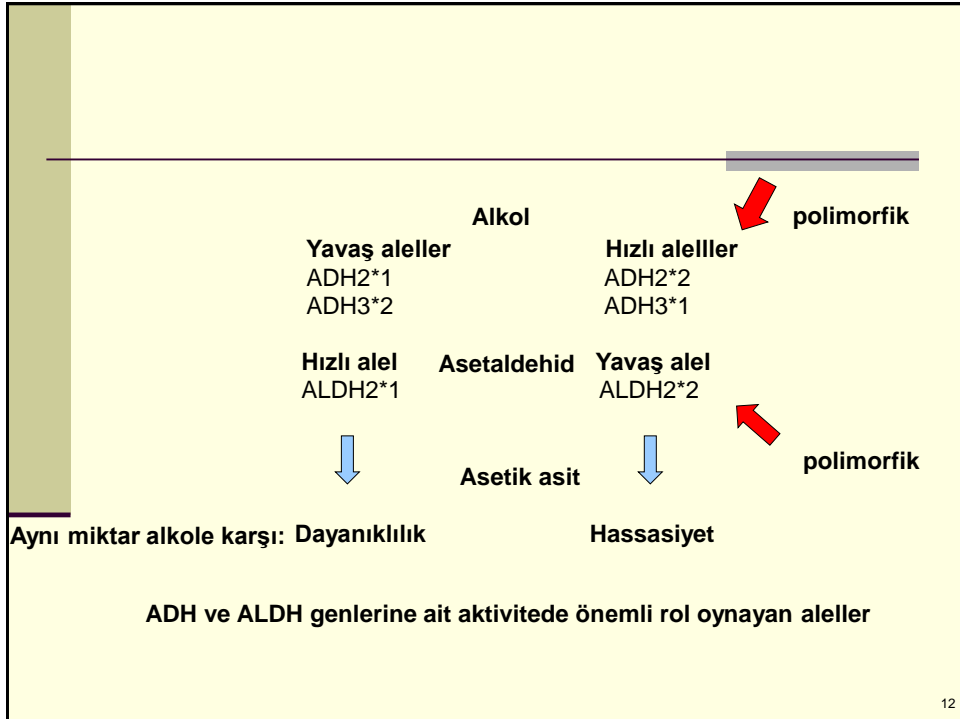 Alkol
polimorfik
Yavaş aleller
Hızlı alelller
ADH2*1
ADH2*2
ADH3*2
ADH3*1
Hızlı alel
Asetaldehid
Yavaş alel
ALDH2*1
ALDH2*2
polimorfik
Asetik asit
Aynı miktar alkole karşı: Dayanıklılık
Hassasiyet
ADH ve ALDH genlerine ait aktivitede önemli rol oynayan aleller
12